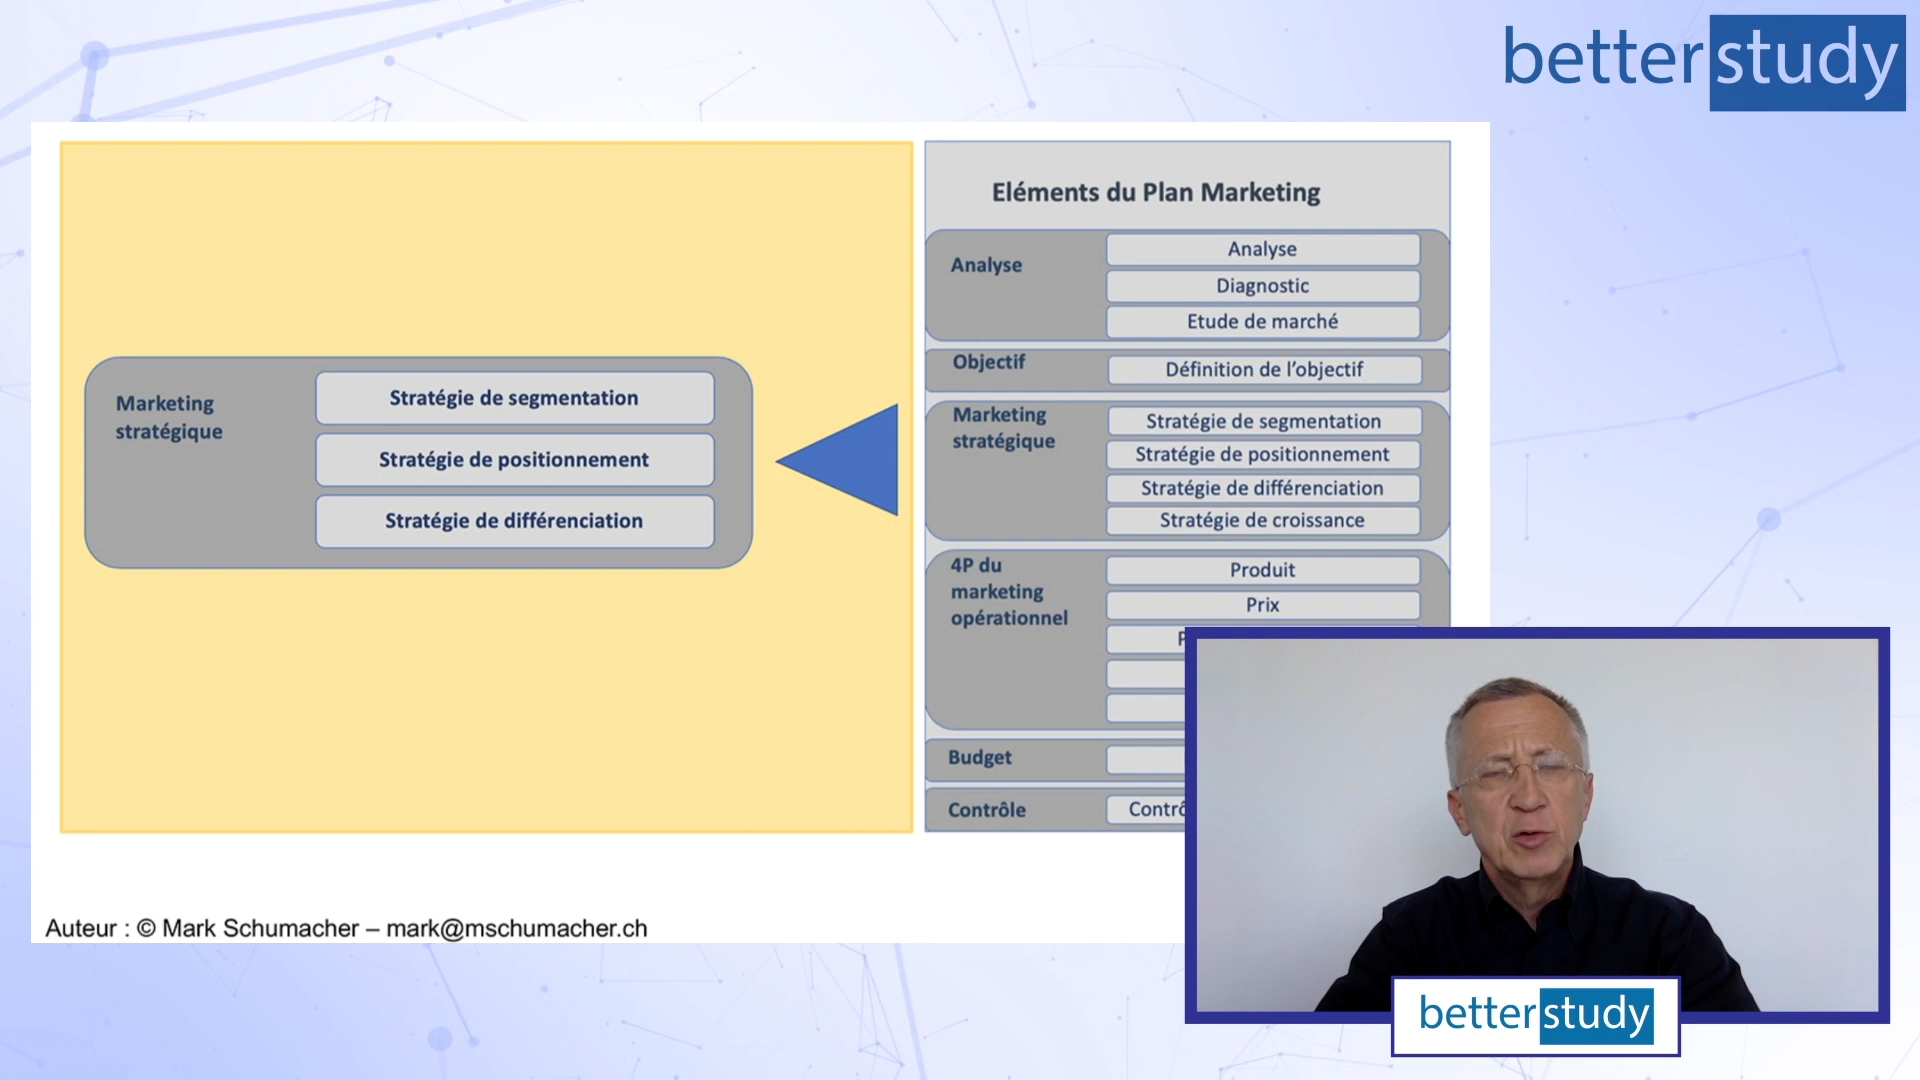 betterstudy
Marketing
stratégique
Stratégie de segmentation
Stratégie de positionnement
Stratégie de différenciation
Eléments du Plan Marketing
Analyse
Analyse
Diagnostic
Etude de marché
Objectif
Définition de l’objectif
Marketing
stratégique
Stratégie de segmentation
Stratégie de positionnement
Stratégie de différenciation
Stratégie de croissance
4P du
marketing
opérationnel
Produit
Prix
Budget
Contrôle
Auteur : © Mark Schumacher – mark@mschumacher.ch
betterstudy